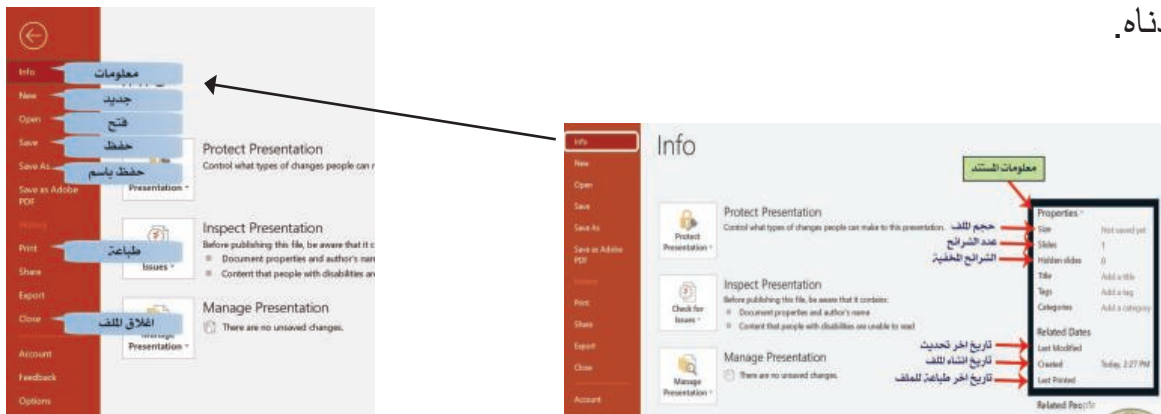 دناه.
Info
معلومات
New
جديد
Open
فتح
Save
حفظ
Save As
حفظ باسم
Save as Adobe
PDF
History
Print
طباعة
Share
Export
Close
اغلاق الملف
Account
Feedback
Options
Protect Presentation
Control what types of changes people can
Presentation
Inspect Presentation
Before publishing this file, be aware that it c
Document properties and author's nam
Content that people with disabilities are
Issues
Manage Presentation
There are no unsaved changes.
Manage
Presentation
Info
New
Open
Save
Save As
Save as Adobe
PDF
History
Print
Share
Export
Close
Account
Info
معلومات المستند
Protect
Presentation
Protect Presentation
Control what types of changes people can make to this presentation.
حجم الملف
عدد الشرائح
الشرائح المخفية
Check for
Issues
Inspect Presentation
Before publishing this file, be aware that it contains:
Document properties and author's name
Content that people with disabilities are unable to read
Manage
Presentation
Manage Presentation
There are no unsaved changes.
تاريخ اخر تحديث
تاريخ انشاء الملف
تاريخ اخر طباعة للملف
Properties
Size Not saved yet
Slides 1
Hidden slides 0
Title Add a title
Tags Add a tag
Categories Add a category
Related Dates
Last Modified
Created Today, 2:27 PM
Last Printed
Related People